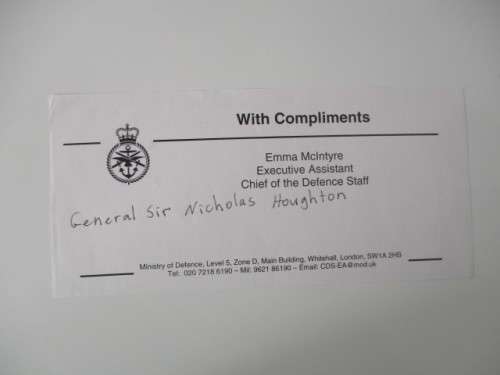 With Compliments
Emma McIntyre
Executive Assistant
Chief of the Defence Staff
General Sir Nicholas Houghton
Ministry of Defence, Level 5, Zone D, Main Building, Whitehall, London, SW1A 2HB
Tel: 020 7218 6190 – Mil: 9621 86190 – Email: CDS-EA@mod.uk